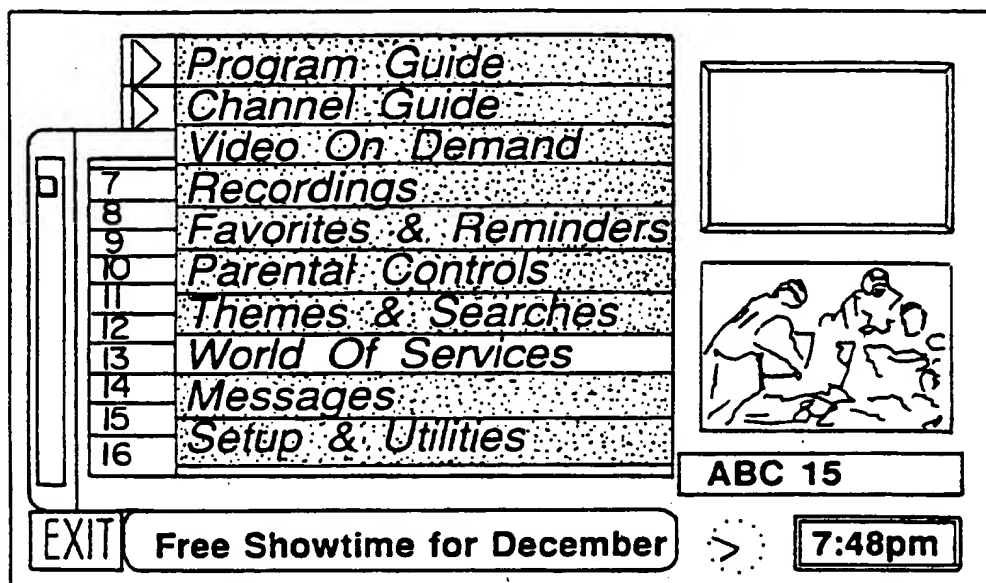 Program Guide
Channel Guide
Video On Demand
7 Recordings
8 Favorites & Reminders
9
10 Parental Controls
11 Themes & Searches
12
13 World Of Services
14 Messages
15 Setup & Utilities
16
ABC 15
EXIT Free Showtime for December 7:48pm